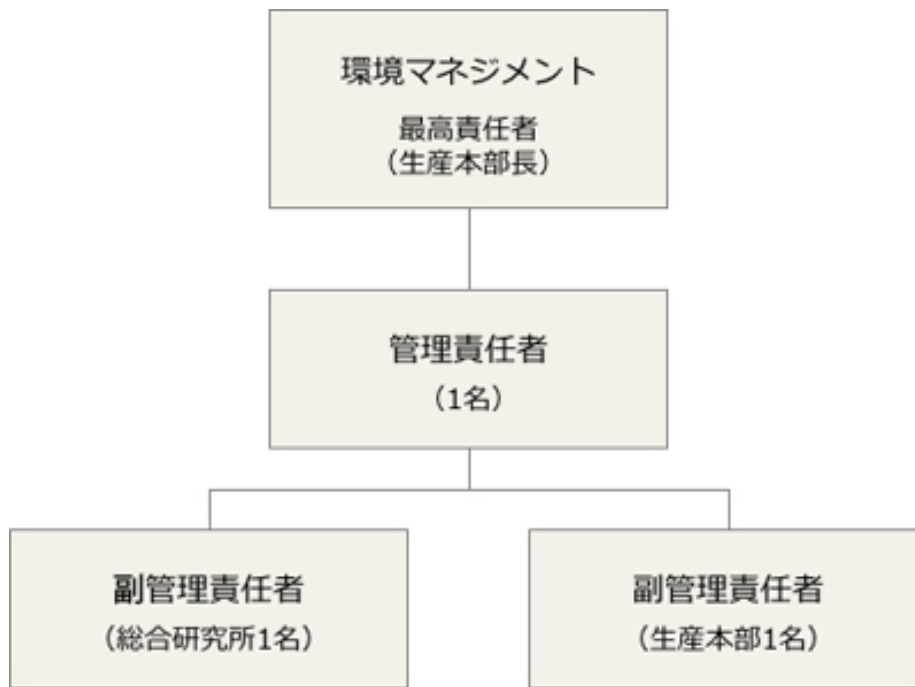 環境マネジメント
最高責任者
（生産本部長）
管理責任者
（1名）
副管理責任者
（総合研究所1名）
副管理責任者
（生産本部1名）